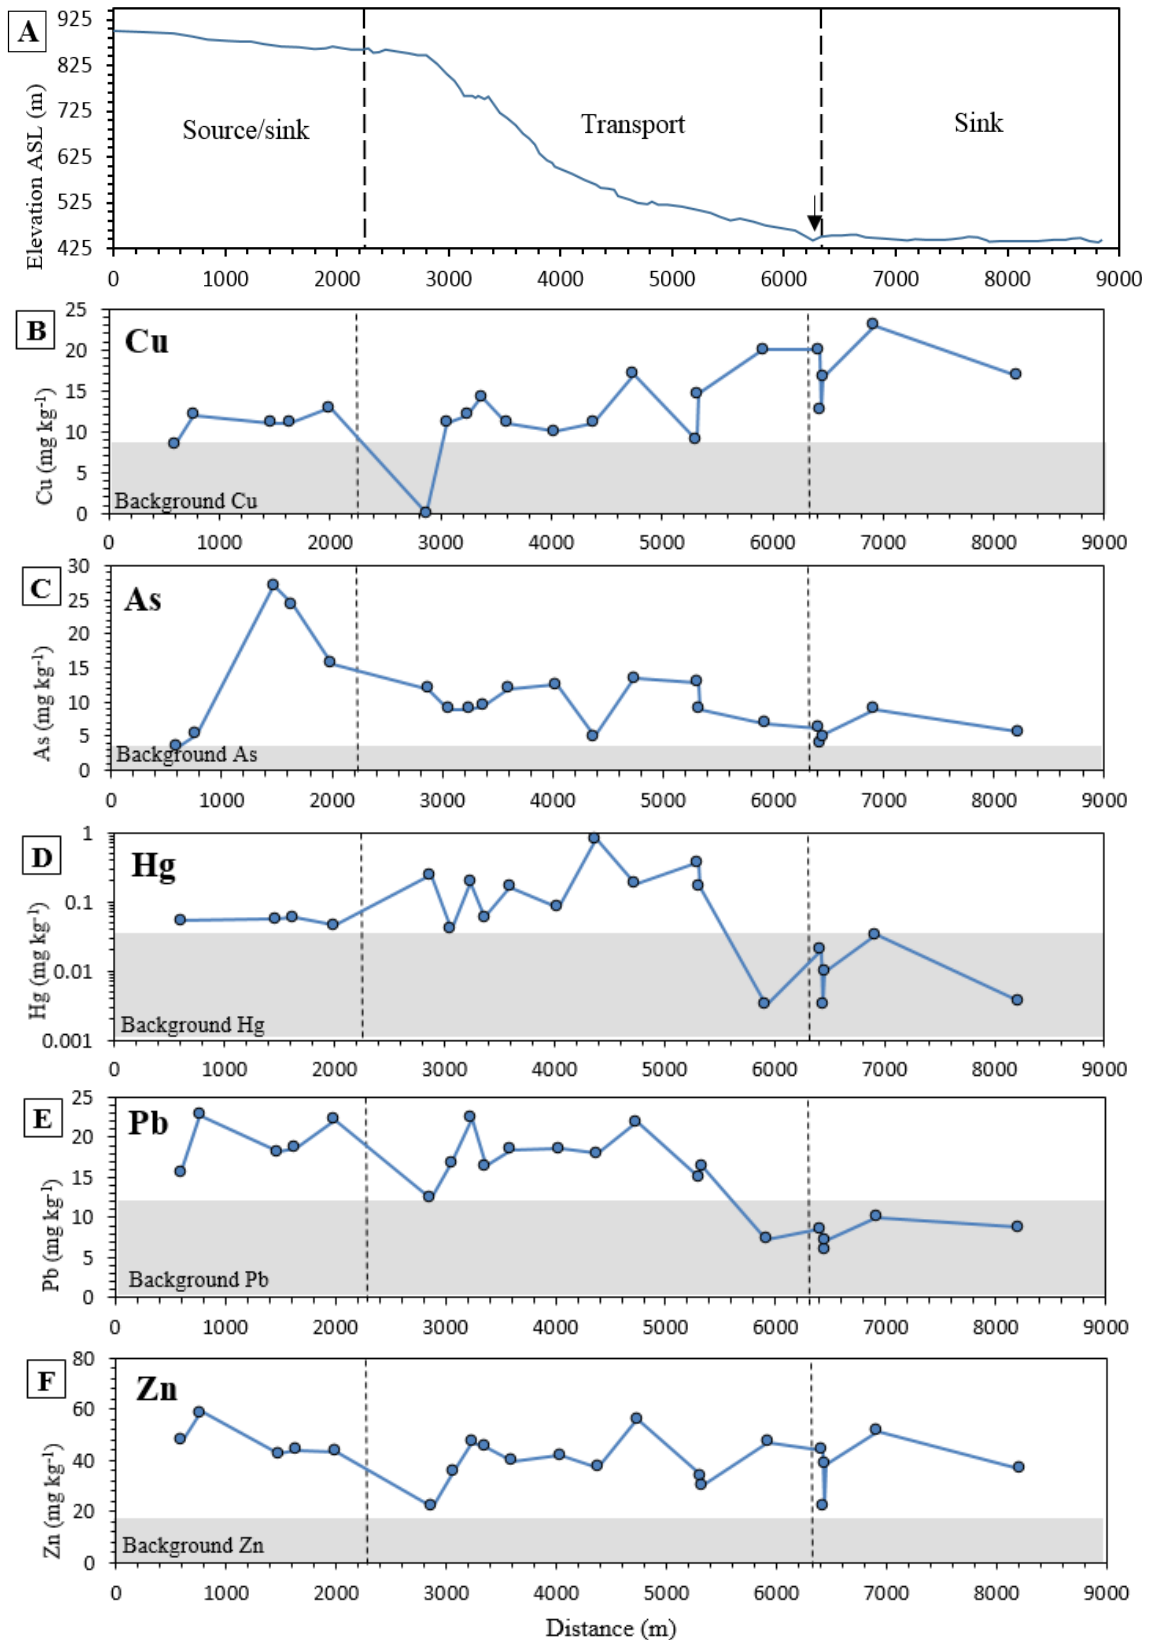 A
Elevation ASL (m)
925
825
725
625
525
425
Source/sink
Transport
Sink
0 1000 2000 3000 4000 5000 6000 7000 8000 9000
B
Cu
Cu (mg kg⁻¹)
25
20
15
10
5
0
Background Cu
0 1000 2000 3000 4000 5000 6000 7000 8000 9000
C
As
As (mg kg⁻¹)
30
25
20
15
10
5
0
Background As
0 1000 2000 3000 4000 5000 6000 7000 8000 9000
D
Hg
Hg (mg kg⁻¹)
1
0.1
0.01
0.001
Background Hg
0 1000 2000 3000 4000 5000 6000 7000 8000 9000
E
Pb
Pb (mg kg⁻¹)
25
20
15
10
5
0
Background Pb
0 1000 2000 3000 4000 5000 6000 7000 8000 9000
F
Zn
Zn (mg kg⁻¹)
80
60
40
20
0
Background Zn
0 1000 2000 3000 4000 5000 6000 7000 8000 9000
Distance (m)